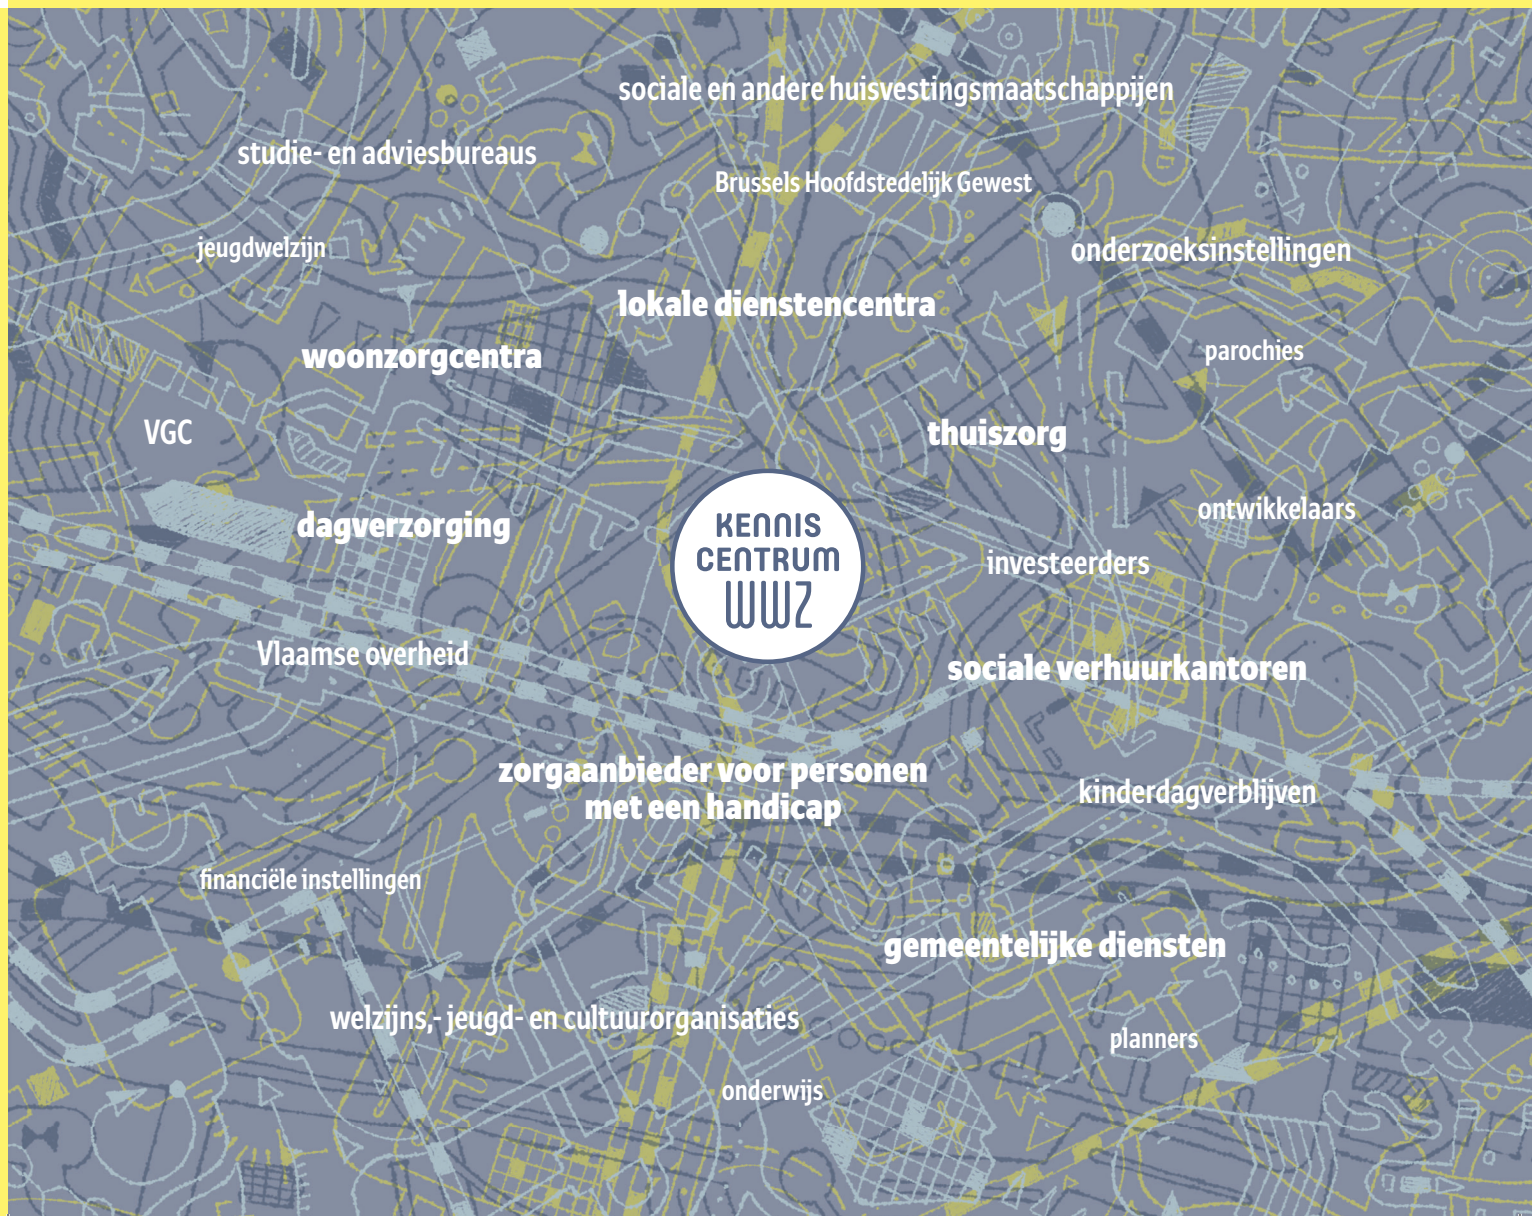 sociale en andere huisvestingsmaatschappijen
studie- en adviesbureaus
Brussels Hoofdstedelijk Gewest
jeugdwelzijn
onderzoeksinstellingen
lokale dienstencentra
woonzorgcentra
parochies
VGC
thuiszorg
ontwikkelaars
dagverzorging
KENNIS
CENTRUM
WWZ
investeerders
Vlaamse overheid
sociale verhuurkantoren
zorgaanbieder voor personen
met een handicap
kinderdagverblijven
financiële instellingen
gemeentelijke diensten
welzijns,- jeugd- en cultuurorganisaties
planners
onderwijs